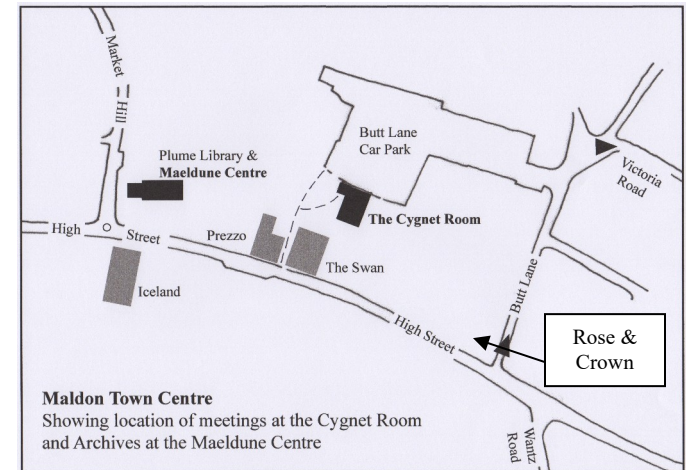 Market
Hill
Plume Library &
Maeldune Centre
Butt Lane
Car Park
Victoria
Road
The Cygnet Room
High
Street
Prezzo
The Swan
Iceland
Butt Lane
High Street
Rose &
Crown
Wantz
Road
Maldon Town Centre
Showing location of meetings at the Cygnet Room
and Archives at the Maeldune Centre